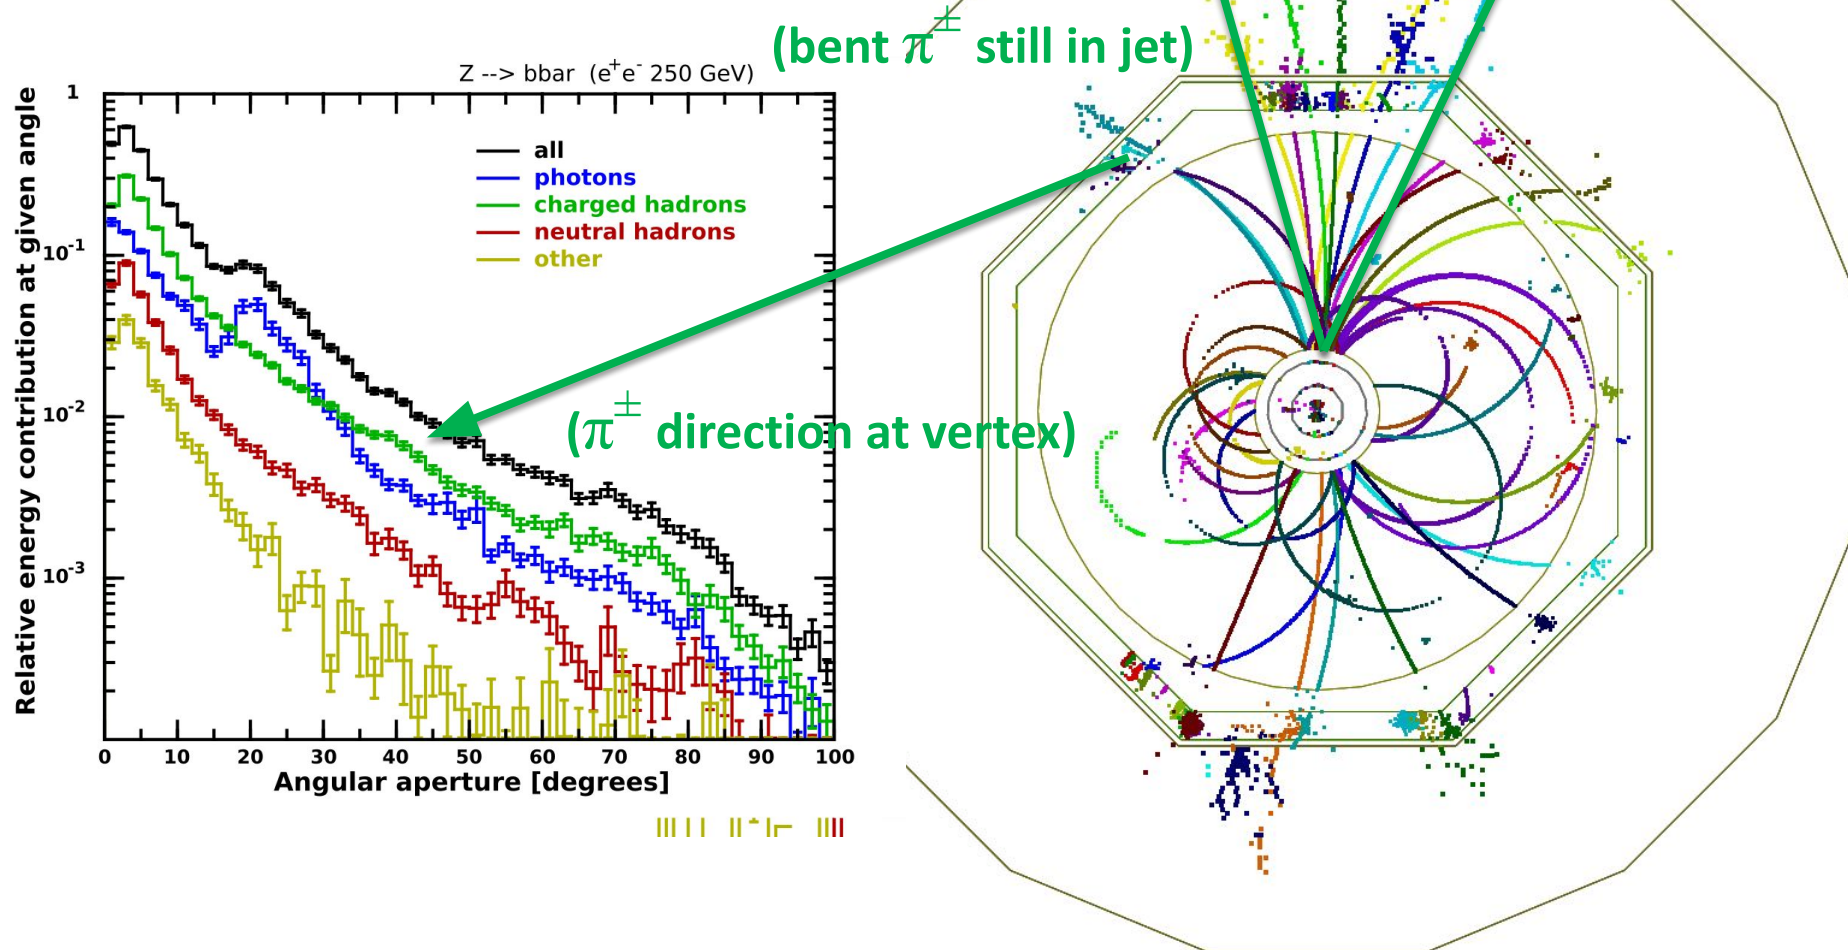 (bent π± still in jet)
Z --> bbar (e+e- 250 GeV)
Relative energy contribution at given angle
1
10-1
10-2
10-3
all
photons
charged hadrons
neutral hadrons
other
(π± direction at vertex)
0 10 20 30 40 50 60 70 80 90 100
Angular aperture [degrees]